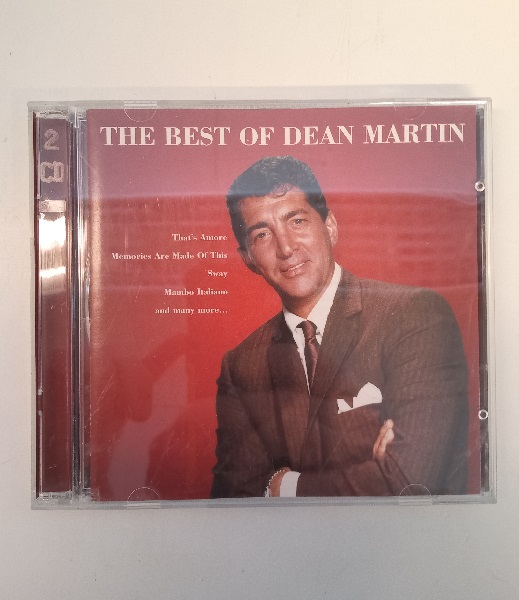 THE BEST OF DEAN MARTIN
2
CD
That's Amore
Memories Are Made Of This
Sway
Mambo Italiano
and many more...